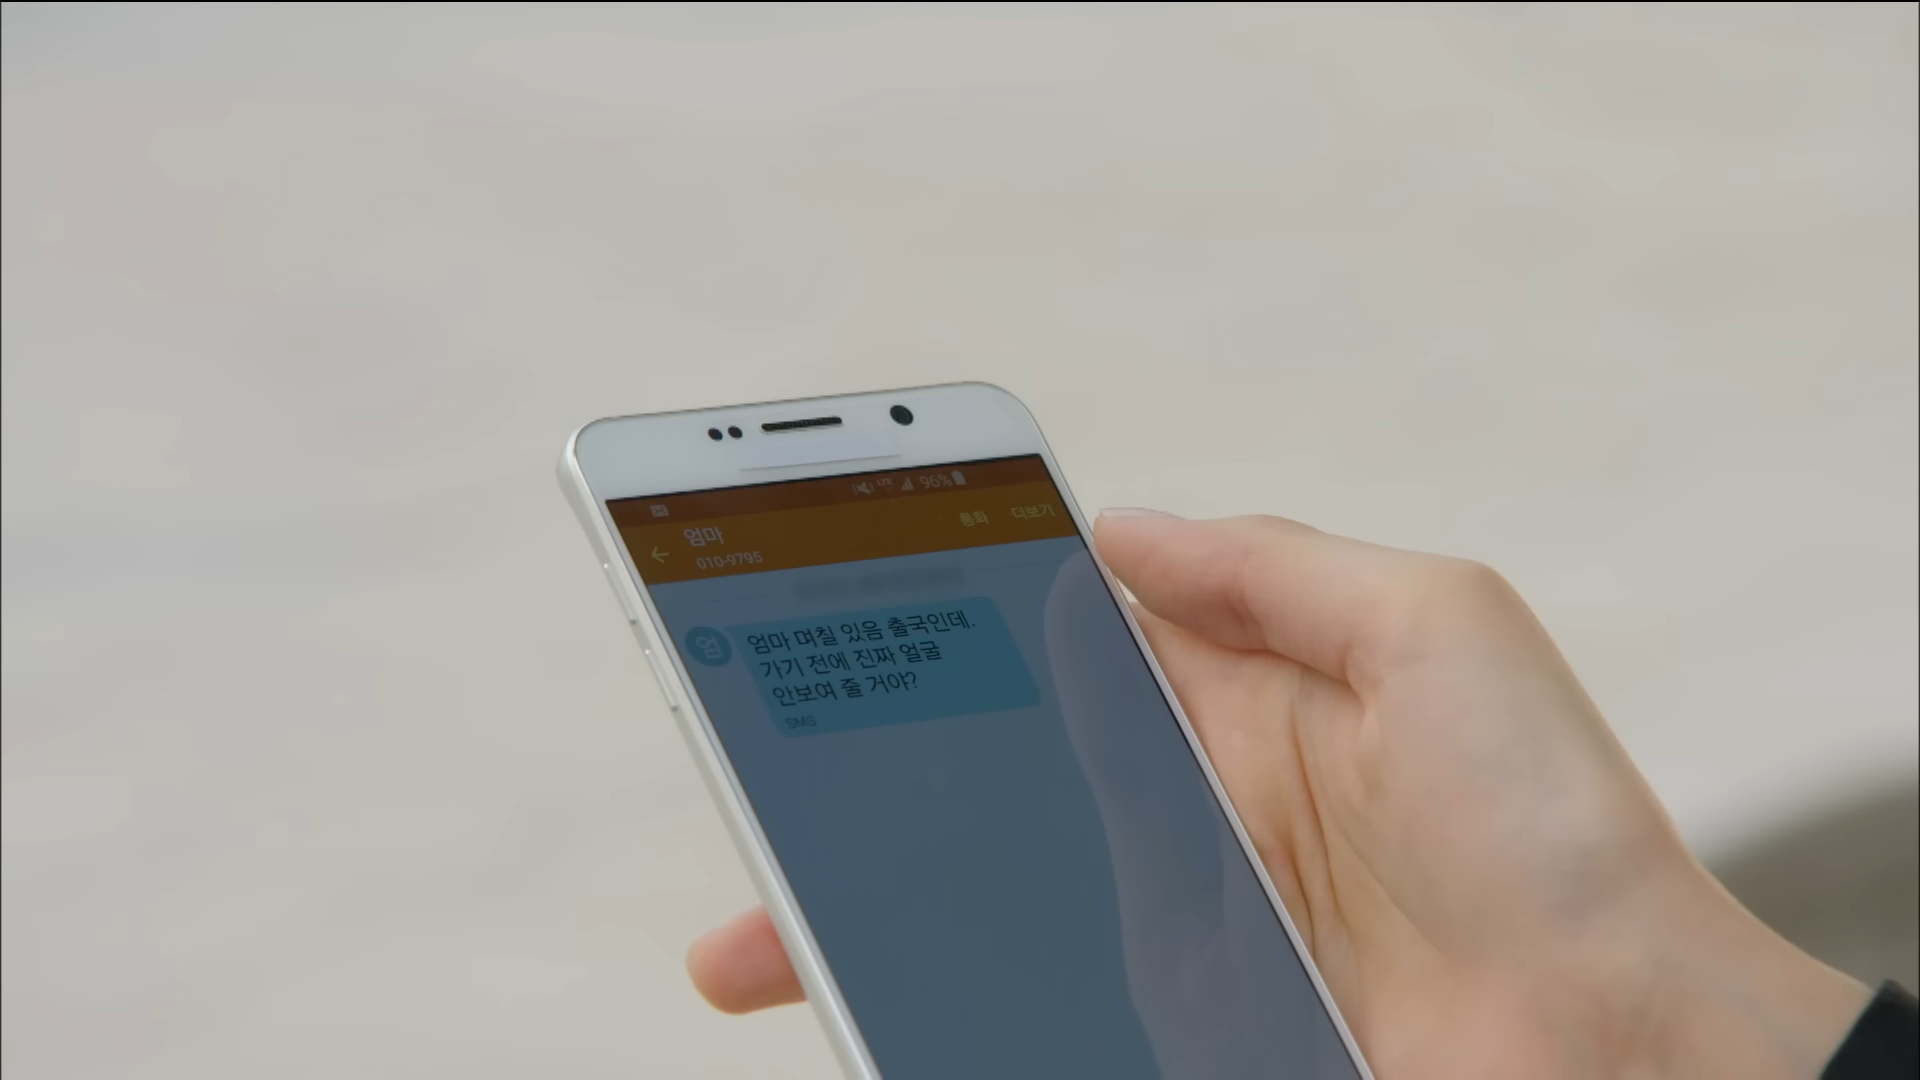 LTE 96%
엄마
통화 더보기
010-9795
엄
엄마 며칠 있음 출국인데.
가기 전에 진짜 얼굴
안보여 줄 거야?
SMS